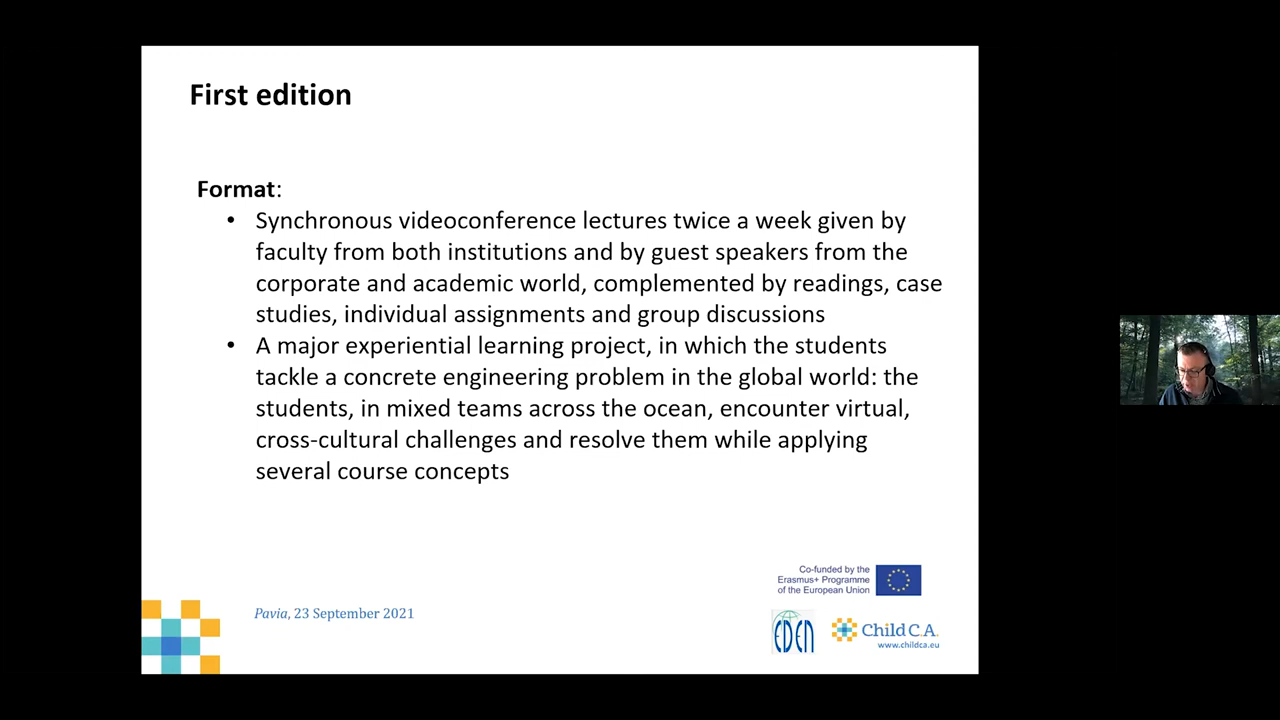 First edition
Format:
• Synchronous videoconference lectures twice a week given by
faculty from both institutions and by guest speakers from the
corporate and academic world, complemented by readings, case
studies, individual assignments and group discussions
• A major experiential learning project, in which the students
tackle a concrete engineering problem in the global world: the
students, in mixed teams across the ocean, encounter virtual,
cross-cultural challenges and resolve them while applying
several course concepts
Co-funded by the
Erasmus+ Programme
of the European Union
Pavia, 23 September 2021
EDEN
Child C.A.
www.childca.eu